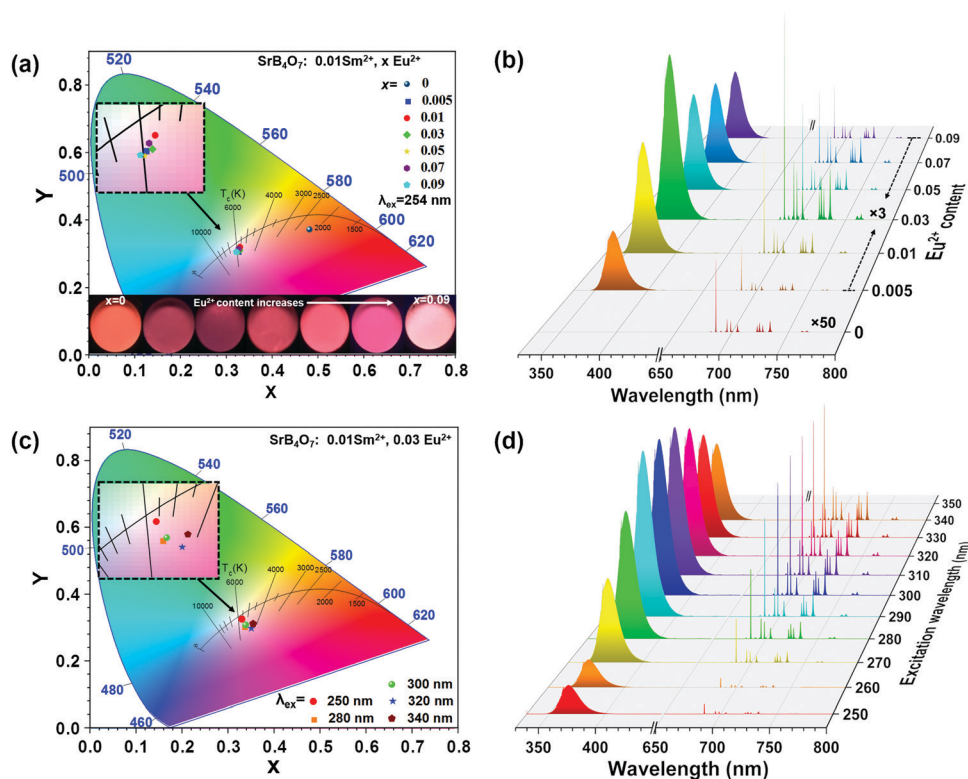 (a)
SrB₄O₇: 0.01Sm²⁺, x Eu²⁺
x=
0
0.005
0.01
0.03
0.05
0.07
0.09
λex=254 nm
520
540
560
580
600
620
500
Tc(K)
10000
6000
4000
3000
2500
2000
1500
x=0
Eu²⁺ content increases
x=0.09
Y
0.8
0.6
0.4
0.2
0.0
0.0 0.1 0.2 0.3 0.4 0.5 0.6 0.7 0.8
X
(b)
//
0.09
0.07
0.05
0.03
0.01
0.005
0
×3
×50
Eu²⁺ content
350 400 650 700 750 800
Wavelength (nm)
(c)
SrB₄O₇: 0.01Sm²⁺, 0.03 Eu²⁺
520
540
560
580
600
620
500
480
460
Tc(K)
10000
6000
4000
3000
2500
2000
1500
λex=
250 nm
280 nm
300 nm
320 nm
340 nm
Y
0.8
0.6
0.4
0.2
0.0
0.0 0.1 0.2 0.3 0.4 0.5 0.6 0.7 0.8
X
(d)
//
350
340
330
320
310
300
290
280
270
260
250
Excitation wavelength (nm)
350 400 650 700 750 800
Wavelength (nm)